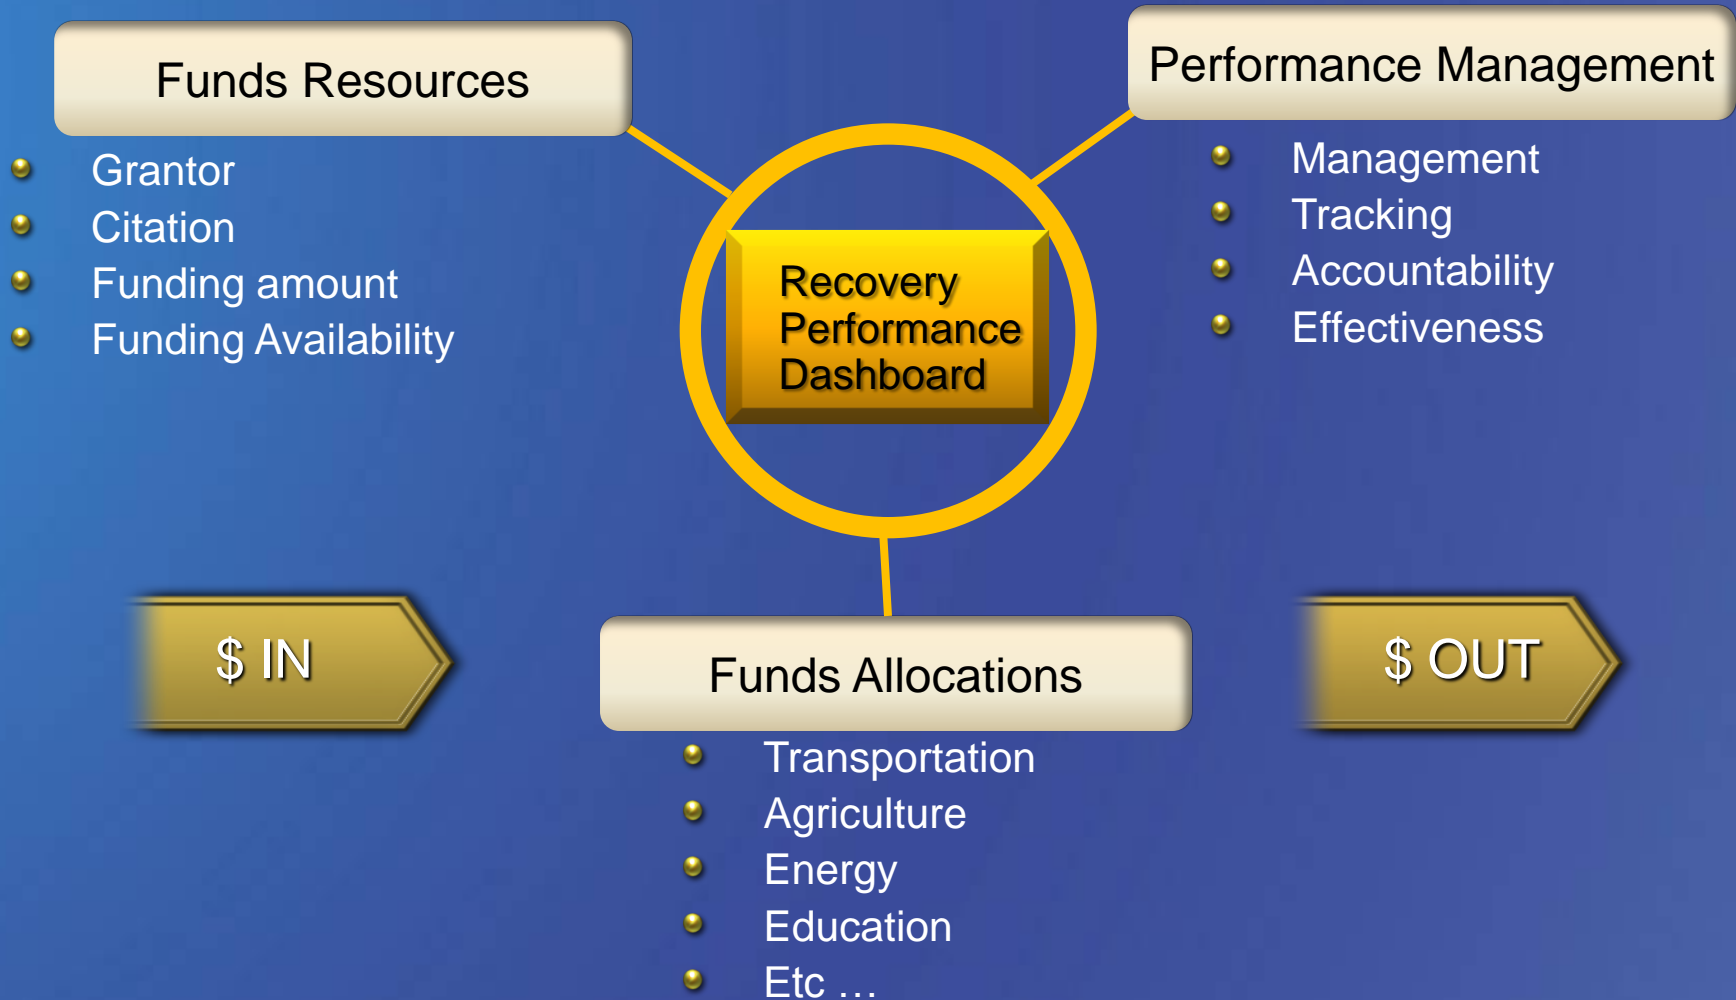 Funds Resources
Grantor
Citation
Funding amount
Funding Availability
Performance Management
Management
Tracking
Accountability
Effectiveness
Recovery
Performance
Dashboard
$ IN
Funds Allocations
Transportation
Agriculture
Energy
Education
Etc …
$ OUT